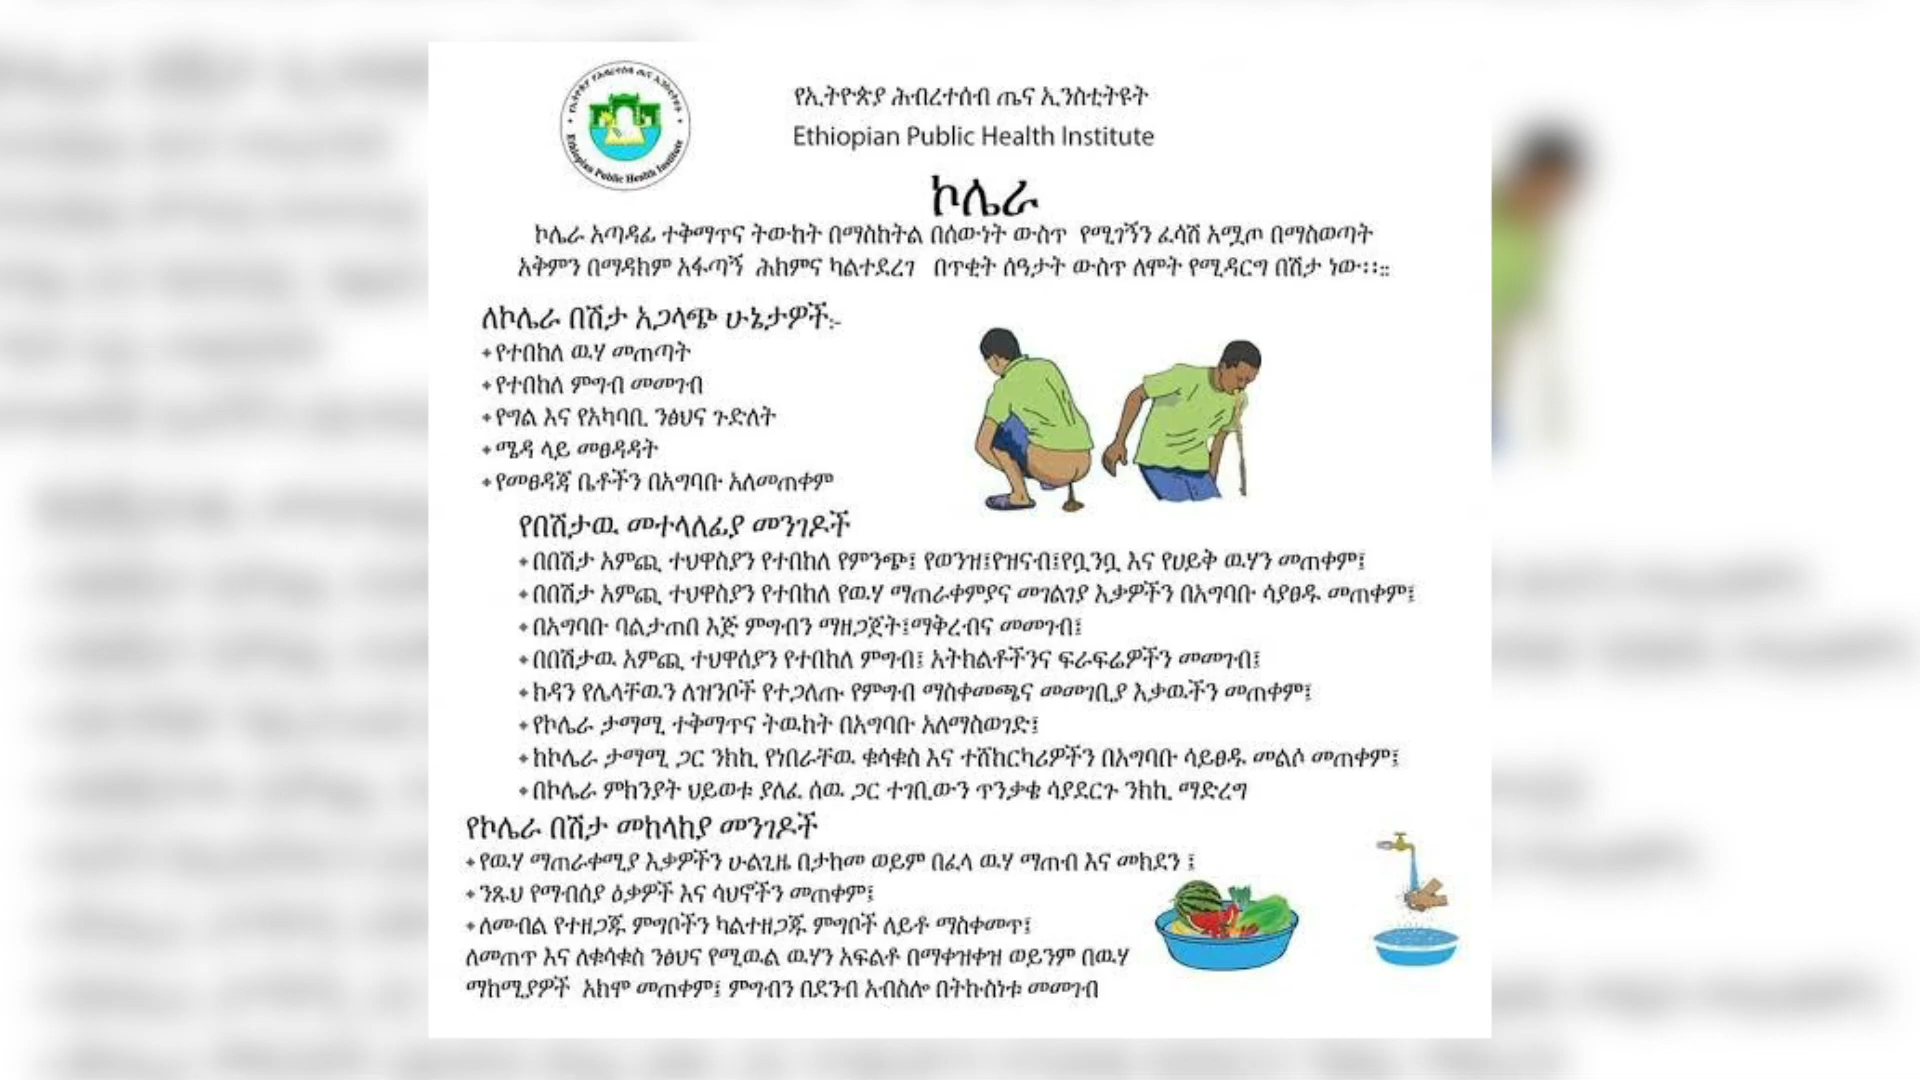 የኢትዮጵያ ሕብረተሰብ ጤና ኢንስቲትዩት
Ethiopian Public Health Institute
Ethiopian Public Health Institute
ኮሌራ
ኮሌራ አጣዳፊ ተቅማጥና ትውከት በማስከትል በሰውነት ውስጥ የሚገኝን ፈሳሽ አሟጦ በማስወጣት
አቅምን በማዳከም አፋጣኝ ሕክምና ካልተደረገ በጥቂት ሰዓታት ውስጥ ለሞት የሚዳርግ በሽታ ነው፡፡::
ለኮሌራ በሽታ አጋላጭ ሁኔታዎች:-
• የተበከለ ዉሃ መጠጣት
• የተበከለ ምግብ መመገብ
• የግል እና የአካባቢ ንፅህና ጉድለት
• ሜዳ ላይ መፀዳዳት
• የመፀዳጃ ቤቶችን በአግባቡ አለመጠቀም
የበሽታዉ መተላለፊያ መንገዶች
• በበሽታ አምጪ ተህዋስያን የተበከለ የምንጭ፤ የወንዝ፤የዝናብ፤የቧንቧ እና የሀይቅ ዉሃን መጠቀም፤
• በበሽታ አምጪ ተህዋስያን የተበከለ የዉሃ ማጠራቀምያና መገልገያ እቃዎችን በአግባቡ ሳያፀዱ መጠቀም፤
• በአግባቡ ባልታጠበ እጅ ምግብን ማዘጋጀት፤ማቅረብና መመገብ፤
• በበሽታዉ አምጪ ተህዋሰያን የተበከለ ምግብ፤ አትክልቶችንና ፍራፍሬዎችን መመገብ፤
• ክዳን የሌላቸዉን ለዝንቦች የተጋለጡ የምግብ ማስቀመጫና መመገቢያ እቃዉችን መጠቀም፤
• የኮሌራ ታማሚ ተቅማጥና ትዉከት በአግባቡ አለማስወገድ፤
• ከኮሌራ ታማሚ ጋር ንክኪ የነበራቸዉ ቁሳቁስ እና ተሸከርካሪዎችን በአግባቡ ሳይፀዱ መልሶ መጠቀም፤
• በኮሌራ ምክንያት ህይወቱ ያለፈ ሰዉ ጋር ተገቢውን ጥንቃቄ ሳያደርጉ ንክኪ ማድረግ
የኮሌራ በሽታ መከላከያ መንገዶች
• የዉሃ ማጠራቀሚያ እቃዎችን ሁልጊዜ በታከመ ወይም በፈላ ዉሃ ማጠብ እና መክደን ፤
• ንጹህ የማብሰያ ዕቃዎች እና ሳህኖችን መጠቀም፤
• ለመብል የተዘጋጁ ምግቦችን ካልተዘጋጁ ምግቦች ለይቶ ማስቀመጥ፤
ለመጠጥ እና ለቁሳቁስ ንፅህና የሚዉል ዉሃን አፍልቶ በማቀዝቀዝ ወይንም በዉሃ
ማከሚያዎች አክሞ መጠቀም፤ ምግብን በደንብ አብስሎ በትኩስነቱ መመገብ